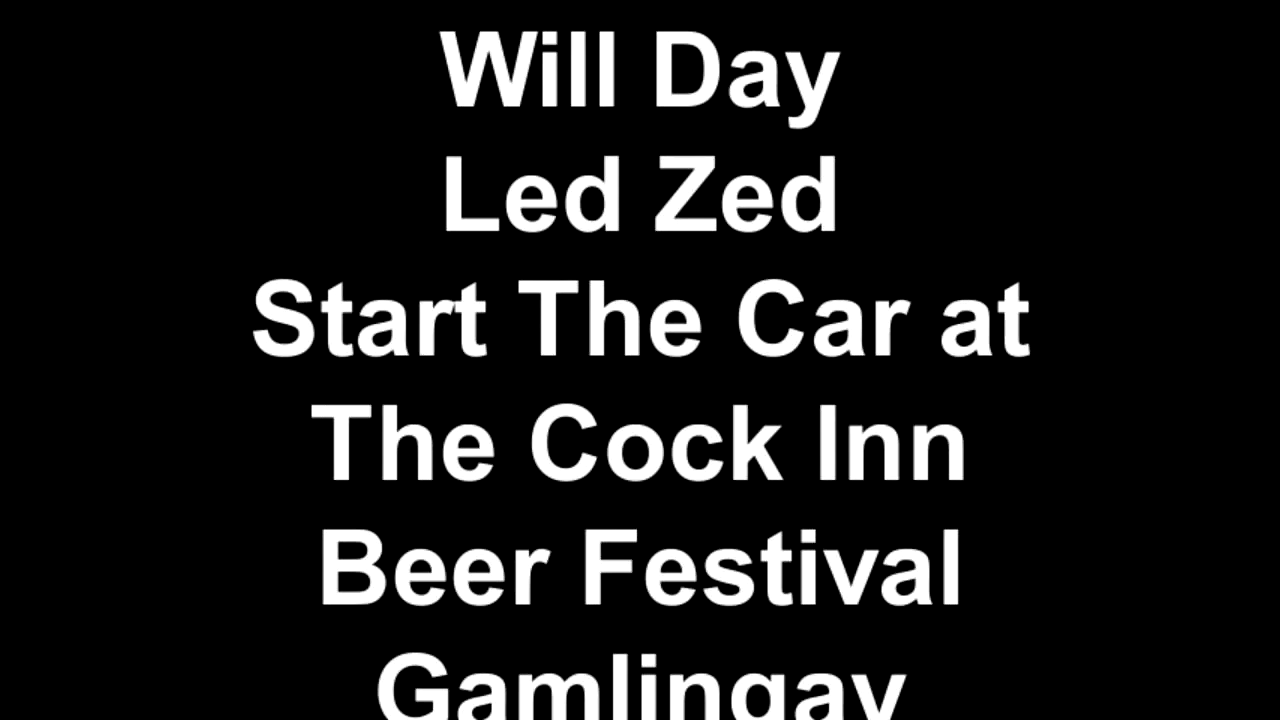 Will Day
Led Zed
Start The Car at
The Cock Inn
Beer Festival
Gamlingay